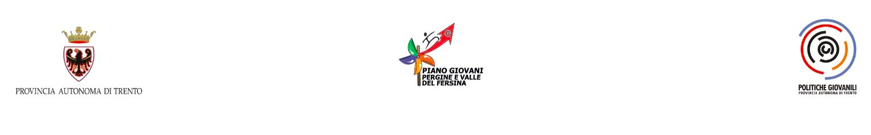 PROVINCIA AUTONOMA DI TRENTO
PIANO GIOVANI
PERGINE E VALLE
DEL FERSINA
POLITICHE GIOVANILI
PROVINCIA AUTONOMA DI TRENTO